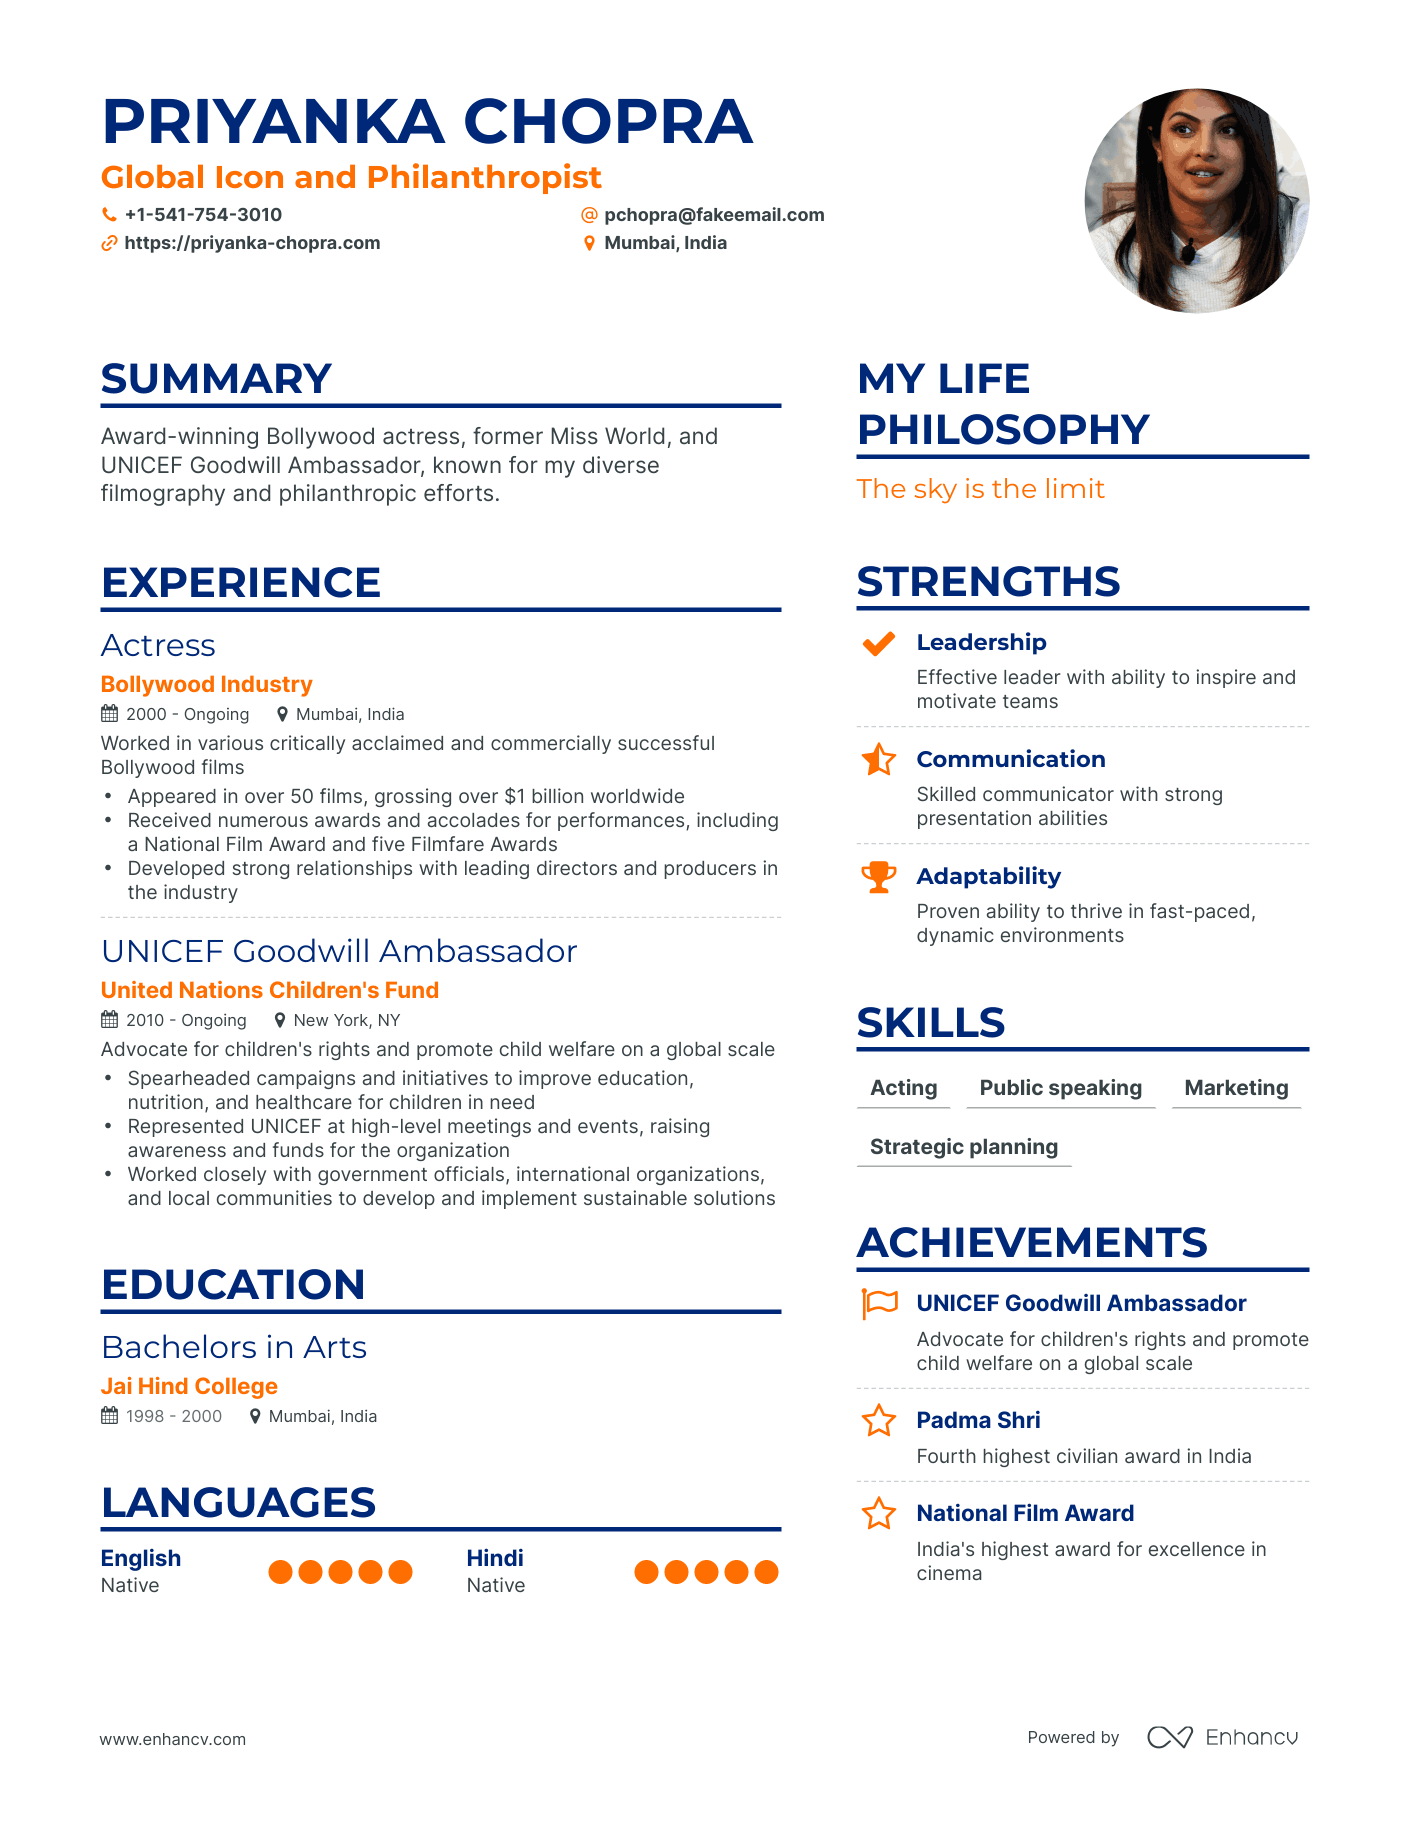 PRIYANKA CHOPRA
Global Icon and Philanthropist
+1-541-754-3010
pchopra@fakeemail.com
https://priyanka-chopra.com
Mumbai, India
SUMMARY
Award-winning Bollywood actress, former Miss World, and
UNICEF Goodwill Ambassador, known for my diverse
filmography and philanthropic efforts.
EXPERIENCE
Actress
Bollywood Industry
2000 - Ongoing
Mumbai, India
Worked in various critically acclaimed and commercially successful
Bollywood films
• Appeared in over 50 films, grossing over $1 billion worldwide
• Received numerous awards and accolades for performances, including
a National Film Award and five Filmfare Awards
• Developed strong relationships with leading directors and producers in
the industry
UNICEF Goodwill Ambassador
United Nations Children's Fund
2010 - Ongoing
New York, NY
Advocate for children's rights and promote child welfare on a global scale
• Spearheaded campaigns and initiatives to improve education,
nutrition, and healthcare for children in need
• Represented UNICEF at high-level meetings and events, raising
awareness and funds for the organization
• Worked closely with government officials, international organizations,
and local communities to develop and implement sustainable solutions
EDUCATION
Bachelors in Arts
Jai Hind College
1998 - 2000
Mumbai, India
LANGUAGES
English
Native
Hindi
Native
MY LIFE
PHILOSOPHY
The sky is the limit
STRENGTHS
Leadership
Effective leader with ability to inspire and
motivate teams
Communication
Skilled communicator with strong
presentation abilities
Adaptability
Proven ability to thrive in fast-paced,
dynamic environments
SKILLS
Acting
Public speaking
Marketing
Strategic planning
ACHIEVEMENTS
UNICEF Goodwill Ambassador
Advocate for children's rights and promote
child welfare on a global scale
Padma Shri
Fourth highest civilian award in India
National Film Award
India's highest award for excellence in
cinema
www.enhancv.com
Powered by
Enhancv